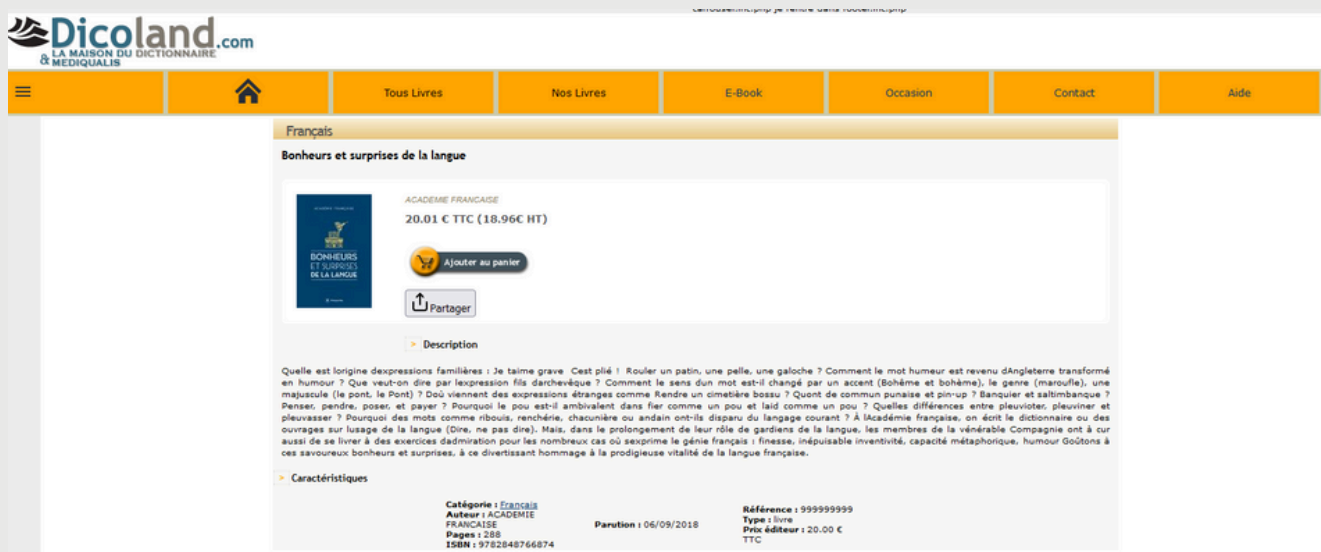 carrousel.inc.php je rentre dans footer.inc.php
Dicoland.com
LA MAISON DU DICTIONNAIRE
& MEDIQUALIS
Tous Livres
Nos Livres
E-Book
Occasion
Contact
Aide
Français
Bonheurs et surprises de la langue
ACADÉMIE FRANÇAISE
BONHEURS
ET SURPRISES
DE LA LANGUE
ACADEMIE FRANCAISE
20.01 € TTC (18.96€ HT)
Ajouter au panier
Partager
> Description
Quelle est lorigine dexpressions familières : Je taime grave Cest plié ! Rouler un patin, une pelle, une galoche ? Comment le mot humeur est revenu dAngleterre transformé
en humour ? Que veut-on dire par lexpression fils darchevêque ? Comment le sens dun mot est-il changé par un accent (Bohême et bohème), le genre (maroufle), une
majuscule (le pont, le Pont) ? Doù viennent des expressions étranges comme Rendre un cimetière bossu ? Quont de commun punaise et pin-up ? Banquier et saltimbanque ?
Penser, pendre, poser, et payer ? Pourquoi le pou est-il ambivalent dans fier comme un pou et laid comme un pou ? Quelles différences entre pleuvioter, pleuviner et
pleuvasser ? Pourquoi des mots comme ribouis, renchérie, chacunière ou andain ont-ils disparu du langage courant ? À lAcadémie française, on écrit le dictionnaire ou des
ouvrages sur lusage de la langue (Dire, ne pas dire). Mais, dans le prolongement de leur rôle de gardiens de la langue, les membres de la vénérable Compagnie ont à cur
aussi de se livrer à des exercices dadmiration pour les nombreux cas où sexprime le génie français : finesse, inépuisable inventivité, capacité métaphorique, humour Goûtons à
ces savoureux bonheurs et surprises, à ce divertissant hommage à la prodigieuse vitalité de la langue française.
> Caractéristiques
Catégorie : Français
Auteur : ACADEMIE
FRANCAISE
Pages : 288
ISBN : 9782848766874
Parution : 06/09/2018
Référence : 999999999
Type : livre
Prix éditeur : 20.00 €
TTC